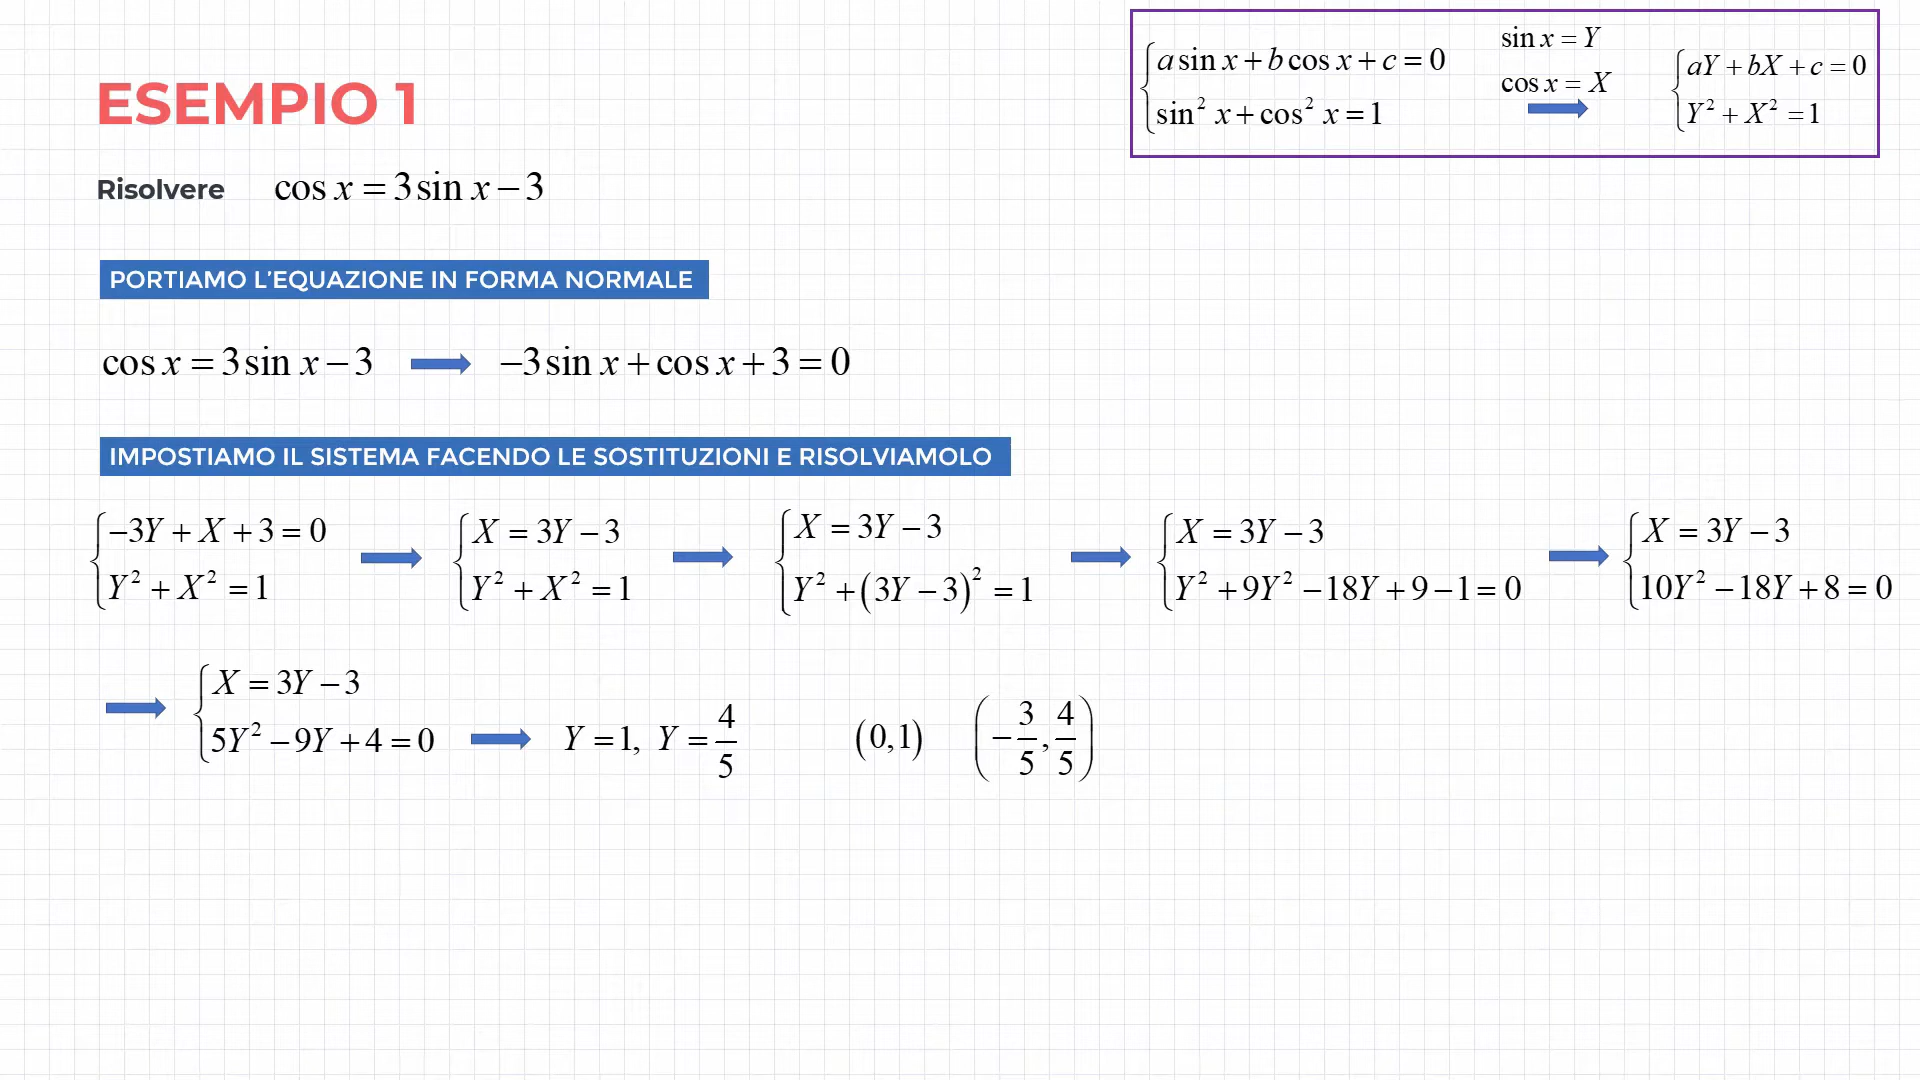 a sin x + b cos x + c = 0
sin² x + cos² x = 1
sin x = Y
cos x = X
aY + bX + c = 0
Y² + X² = 1
ESEMPIO 1
Risolvere cos x = 3 sin x − 3
PORTIAMO L'EQUAZIONE IN FORMA NORMALE
cos x = 3 sin x − 3 −3 sin x + cos x + 3 = 0
IMPOSTIAMO IL SISTEMA FACENDO LE SOSTITUZIONI E RISOLVIAMOLO
−3Y + X + 3 = 0
Y² + X² = 1
X = 3Y − 3
Y² + X² = 1
X = 3Y − 3
Y² + (3Y − 3)² = 1
X = 3Y − 3
Y² + 9Y² − 18Y + 9 − 1 = 0
X = 3Y − 3
10Y² − 18Y + 8 = 0
X = 3Y − 3
5Y² − 9Y + 4 = 0
Y = 1, Y = 4/5
(0,1)
(−3/5, 4/5)